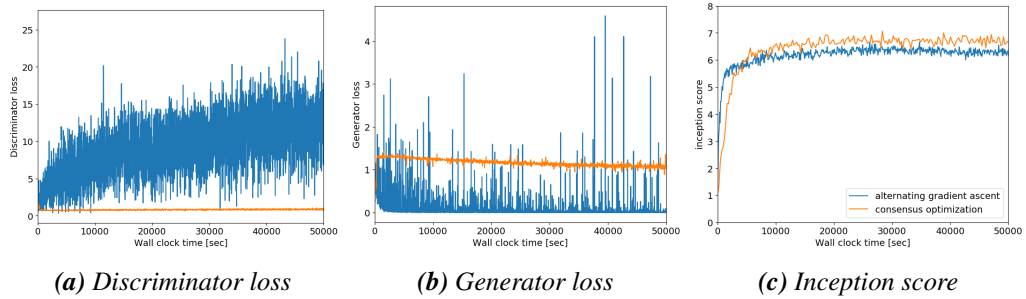 25
20
15
10
5
0
Discriminator loss
0 10000 20000 30000 40000 50000
Wall clock time [sec]
(a) Discriminator loss
4
3
2
1
0
Generator loss
0 10000 20000 30000 40000 50000
Wall clock time [sec]
(b) Generator loss
8
7
6
5
4
3
2
1
0
inception score
alternating gradient ascent
consensus optimization
0 10000 20000 30000 40000 50000
Wall clock time [sec]
(c) Inception score